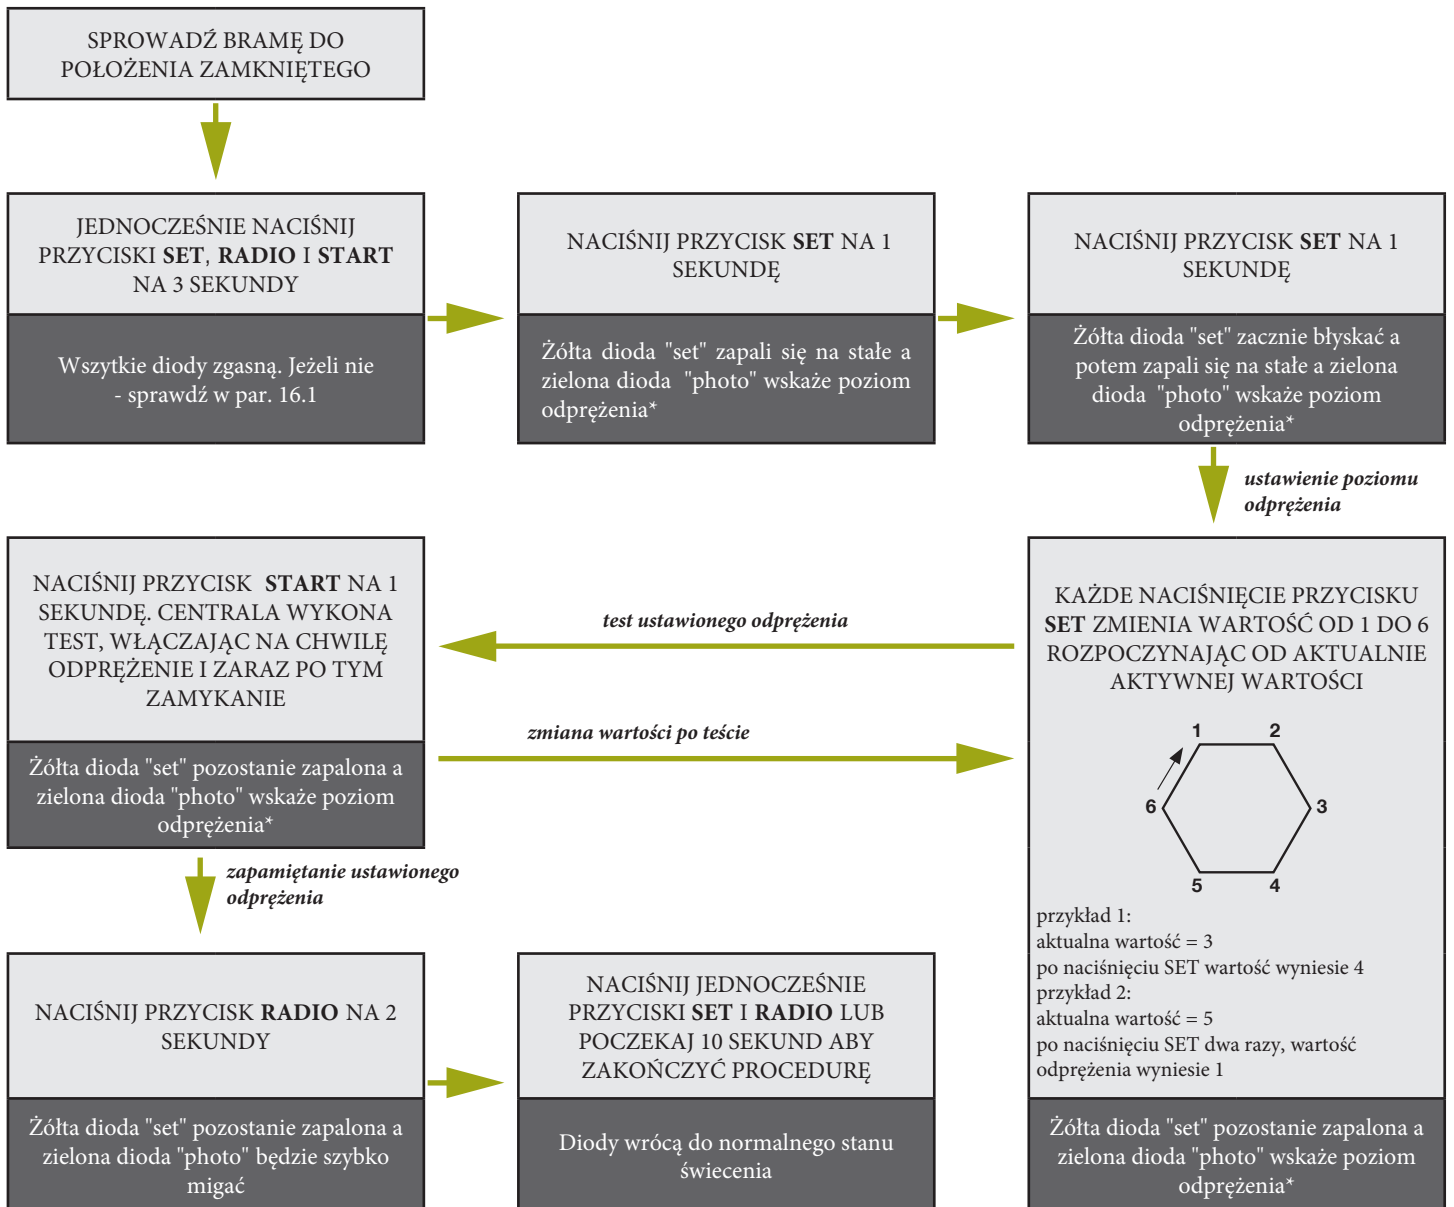 SPROWADŹ BRAMĘ DO
POŁOŻENIA ZAMKNIĘTEGO
JEDNOCZEŚNIE NACIŚNIJ
PRZYCISKI SET, RADIO I START
NA 3 SEKUNDY
Wszytkie diody zgasną. Jeżeli nie
- sprawdź w par. 16.1
NACIŚNIJ PRZYCISK SET NA 1
SEKUNDĘ
Żółta dioda "set" zapali się na stałe a
zielona dioda "photo" wskaże poziom
odprężenia*
NACIŚNIJ PRZYCISK SET NA 1
SEKUNDĘ
Żółta dioda "set" zacznie błyskać a
potem zapali się na stałe a zielona
dioda "photo" wskaże poziom
odprężenia*
ustawienie poziomu
odprężenia
KAŻDE NACIŚNIĘCIE PRZYCISKU
SET ZMIENIA WARTOŚĆ OD 1 DO 6
ROZPOCZYNAJĄC OD AKTUALNIE
AKTYWNEJ WARTOŚCI
1 2
6 3
5 4
przykład 1:
aktualna wartość = 3
po naciśnięciu SET wartość wyniesie 4
przykład 2:
aktualna wartość = 5
po naciśnięciu SET dwa razy, wartość
odprężenia wyniesie 1
Żółta dioda "set" pozostanie zapalona a
zielona dioda "photo" wskaże poziom
odprężenia*
test ustawionego odprężenia
zmiana wartości po teście
NACIŚNIJ PRZYCISK START NA 1
SEKUNDĘ. CENTRALA WYKONA
TEST, WŁĄCZAJĄC NA CHWILĘ
ODPRĘŻENIE I ZARAZ PO TYM
ZAMYKANIE
Żółta dioda "set" pozostanie zapalona a
zielona dioda "photo" wskaże poziom
odprężenia*
zapamiętanie ustawionego
odprężenia
NACIŚNIJ PRZYCISK RADIO NA 2
SEKUNDY
Żółta dioda "set" pozostanie zapalona a
zielona dioda "photo" będzie szybko
migać
NACIŚNIJ JEDNOCZEŚNIE
PRZYCISKI SET I RADIO LUB
POCZEKAJ 10 SEKUND ABY
ZAKOŃCZYĆ PROCEDURĘ
Diody wrócą do normalnego stanu
świecenia